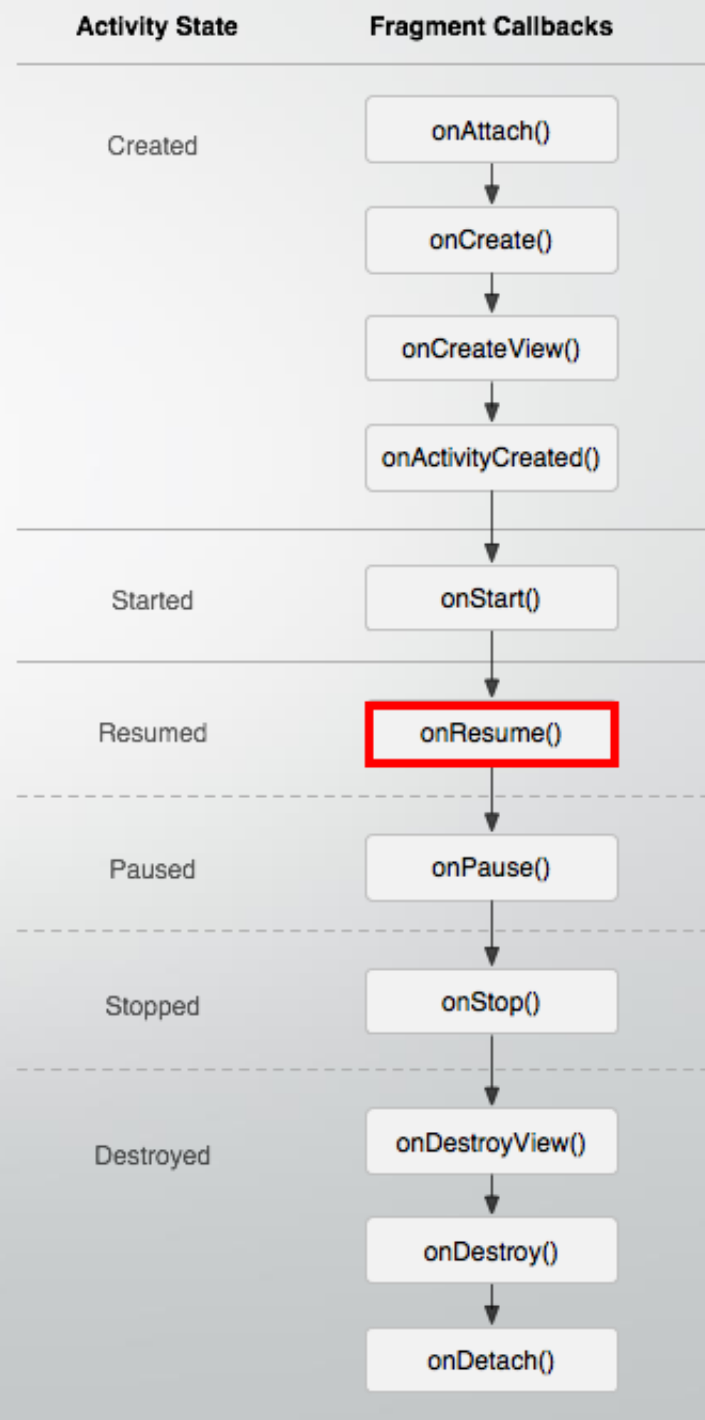 Activity State Fragment Callbacks
Created onAttach()
onCreate()
onCreateView()
onActivityCreated()
Started onStart()
Resumed onResume()
Paused onPause()
Stopped onStop()
Destroyed onDestroyView()
onDestroy()
onDetach()